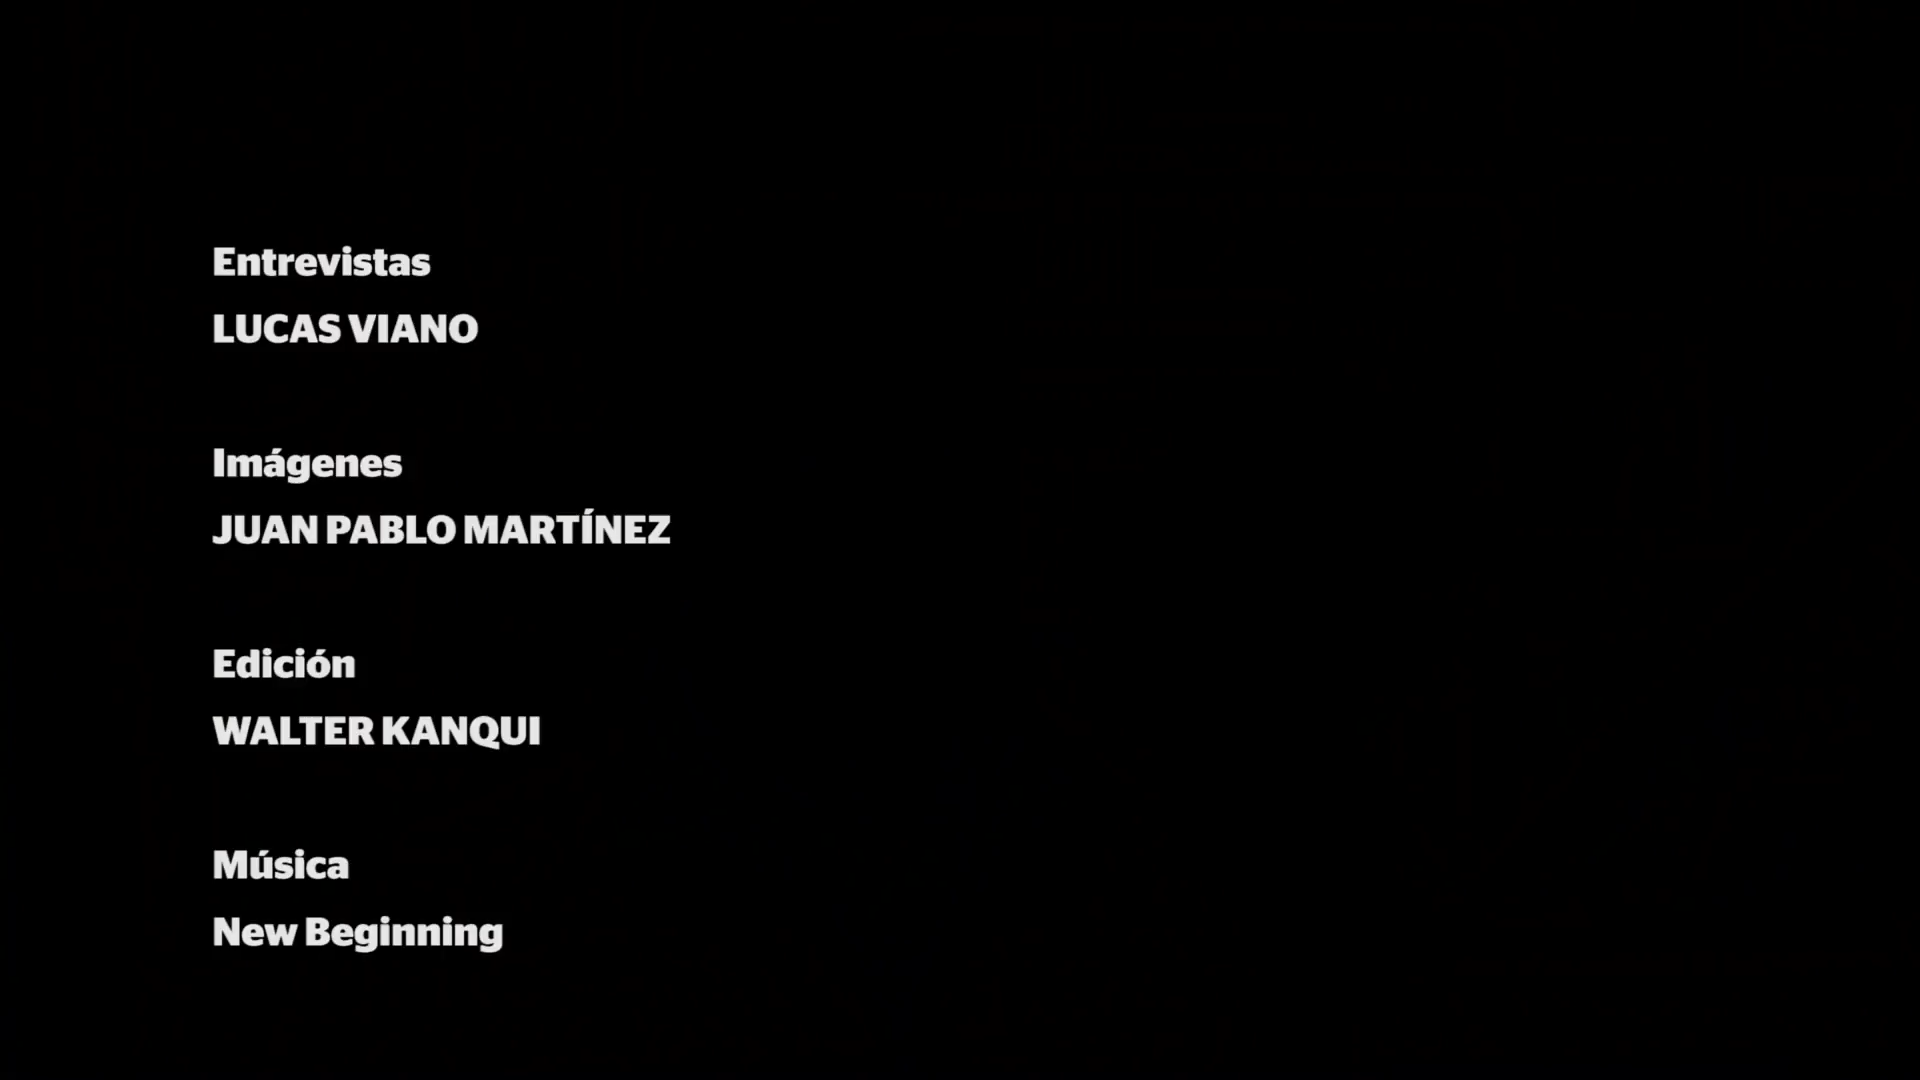 Entrevistas
LUCAS VIANO
Imágenes
JUAN PABLO MARTÍNEZ
Edición
WALTER KANQUI
Música
New Beginning